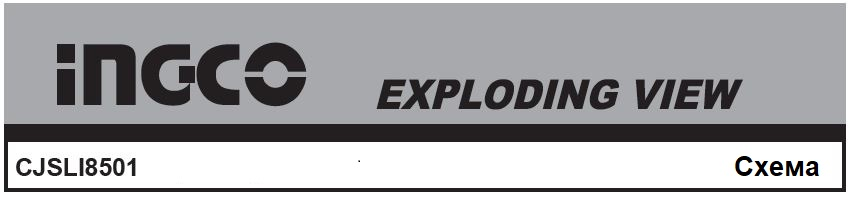 INGCO
EXPLODING VIEW
CJSLI8501
Схема